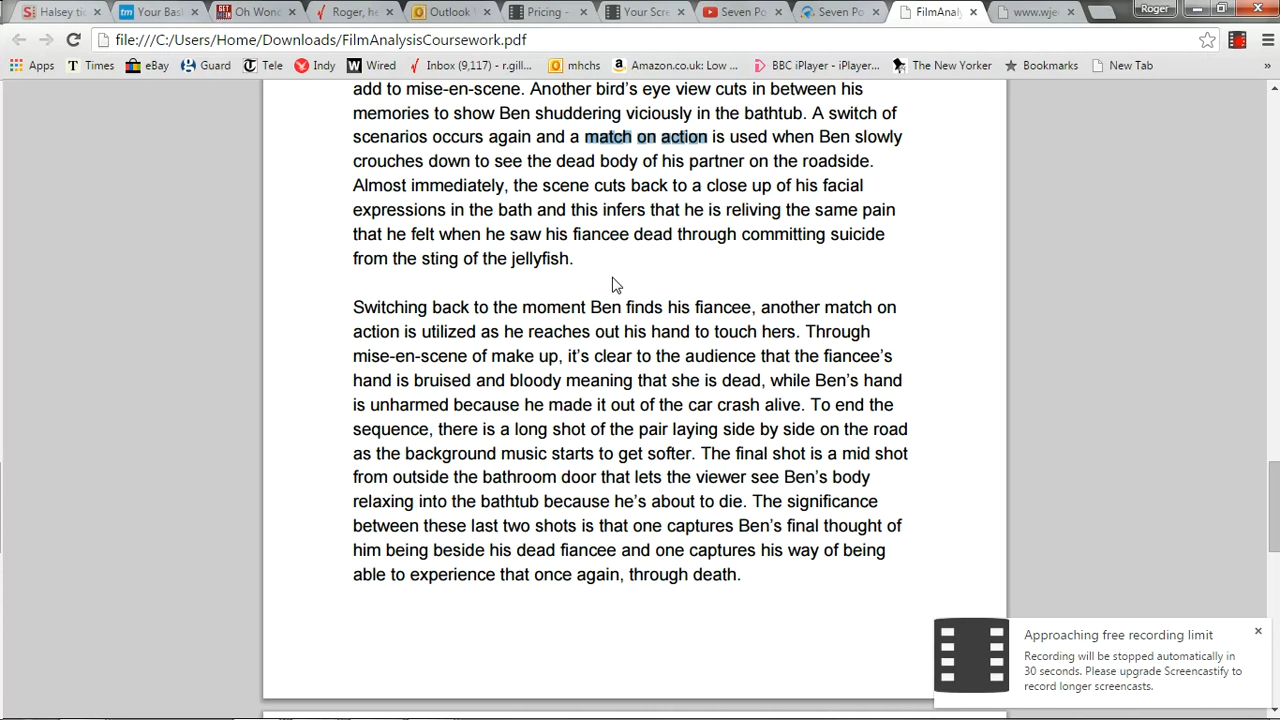 Halsey tic
Your Bask
Oh Wond
Roger, he
Outlook
Pricing -
Your Scre
Seven Po
Seven Po
FilmAnaly
www.wje
Roger
file:///C:/Users/Home/Downloads/FilmAnalysisCoursework.pdf
Apps
Times
eBay
Guard
Tele
Indy
Wired
Inbox (9,117) - r.gill...
mhchs
Amazon.co.uk: Low ...
BBC iPlayer - iPlayer...
The New Yorker
Bookmarks
New Tab
»
add to mise-en-scene. Another bird's eye view cuts in between his
memories to show Ben shuddering viciously in the bathtub. A switch of
scenarios occurs again and a match on action is used when Ben slowly
crouches down to see the dead body of his partner on the roadside.
Almost immediately, the scene cuts back to a close up of his facial
expressions in the bath and this infers that he is reliving the same pain
that he felt when he saw his fiancee dead through committing suicide
from the sting of the jellyfish.
Switching back to the moment Ben finds his fiancee, another match on
action is utilized as he reaches out his hand to touch hers. Through
mise-en-scene of make up, it's clear to the audience that the fiancee's
hand is bruised and bloody meaning that she is dead, while Ben's hand
is unharmed because he made it out of the car crash alive. To end the
sequence, there is a long shot of the pair laying side by side on the road
as the background music starts to get softer. The final shot is a mid shot
from outside the bathroom door that lets the viewer see Ben's body
relaxing into the bathtub because he's about to die. The significance
between these last two shots is that one captures Ben's final thought of
him being beside his dead fiancee and one captures his way of being
able to experience that once again, through death.
Approaching free recording limit
Recording will be stopped automatically in
30 seconds. Please upgrade Screencastify to
record longer screencasts.